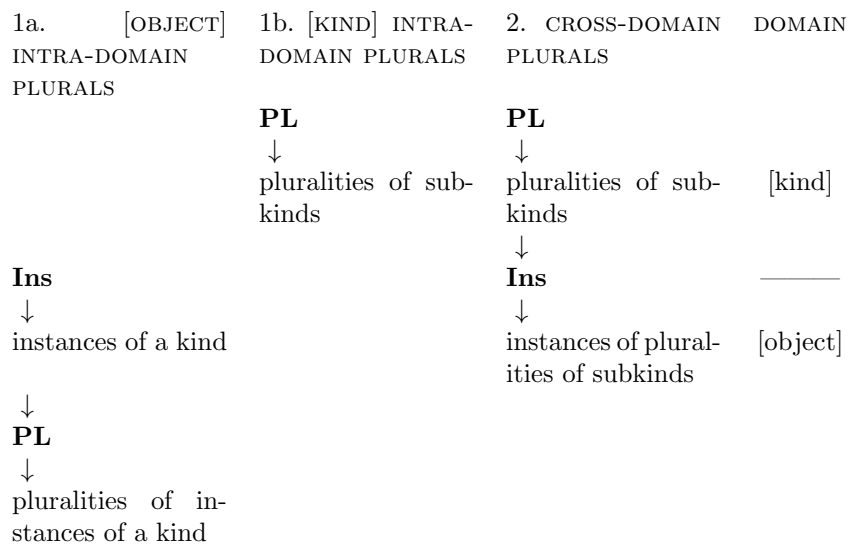 1a. [OBJECT] 1b. [KIND] INTRA- 2. CROSS-DOMAIN DOMAIN
INTRA-DOMAIN DOMAIN PLURALS PLURALS
PLURALS
PL PL
↓ ↓
pluralities of sub- pluralities of sub- [kind]
kinds kinds
↓
Ins Ins
↓ ↓
instances of a kind instances of plural- [object]
ities of subkinds
↓
PL
↓
pluralities of in-
stances of a kind